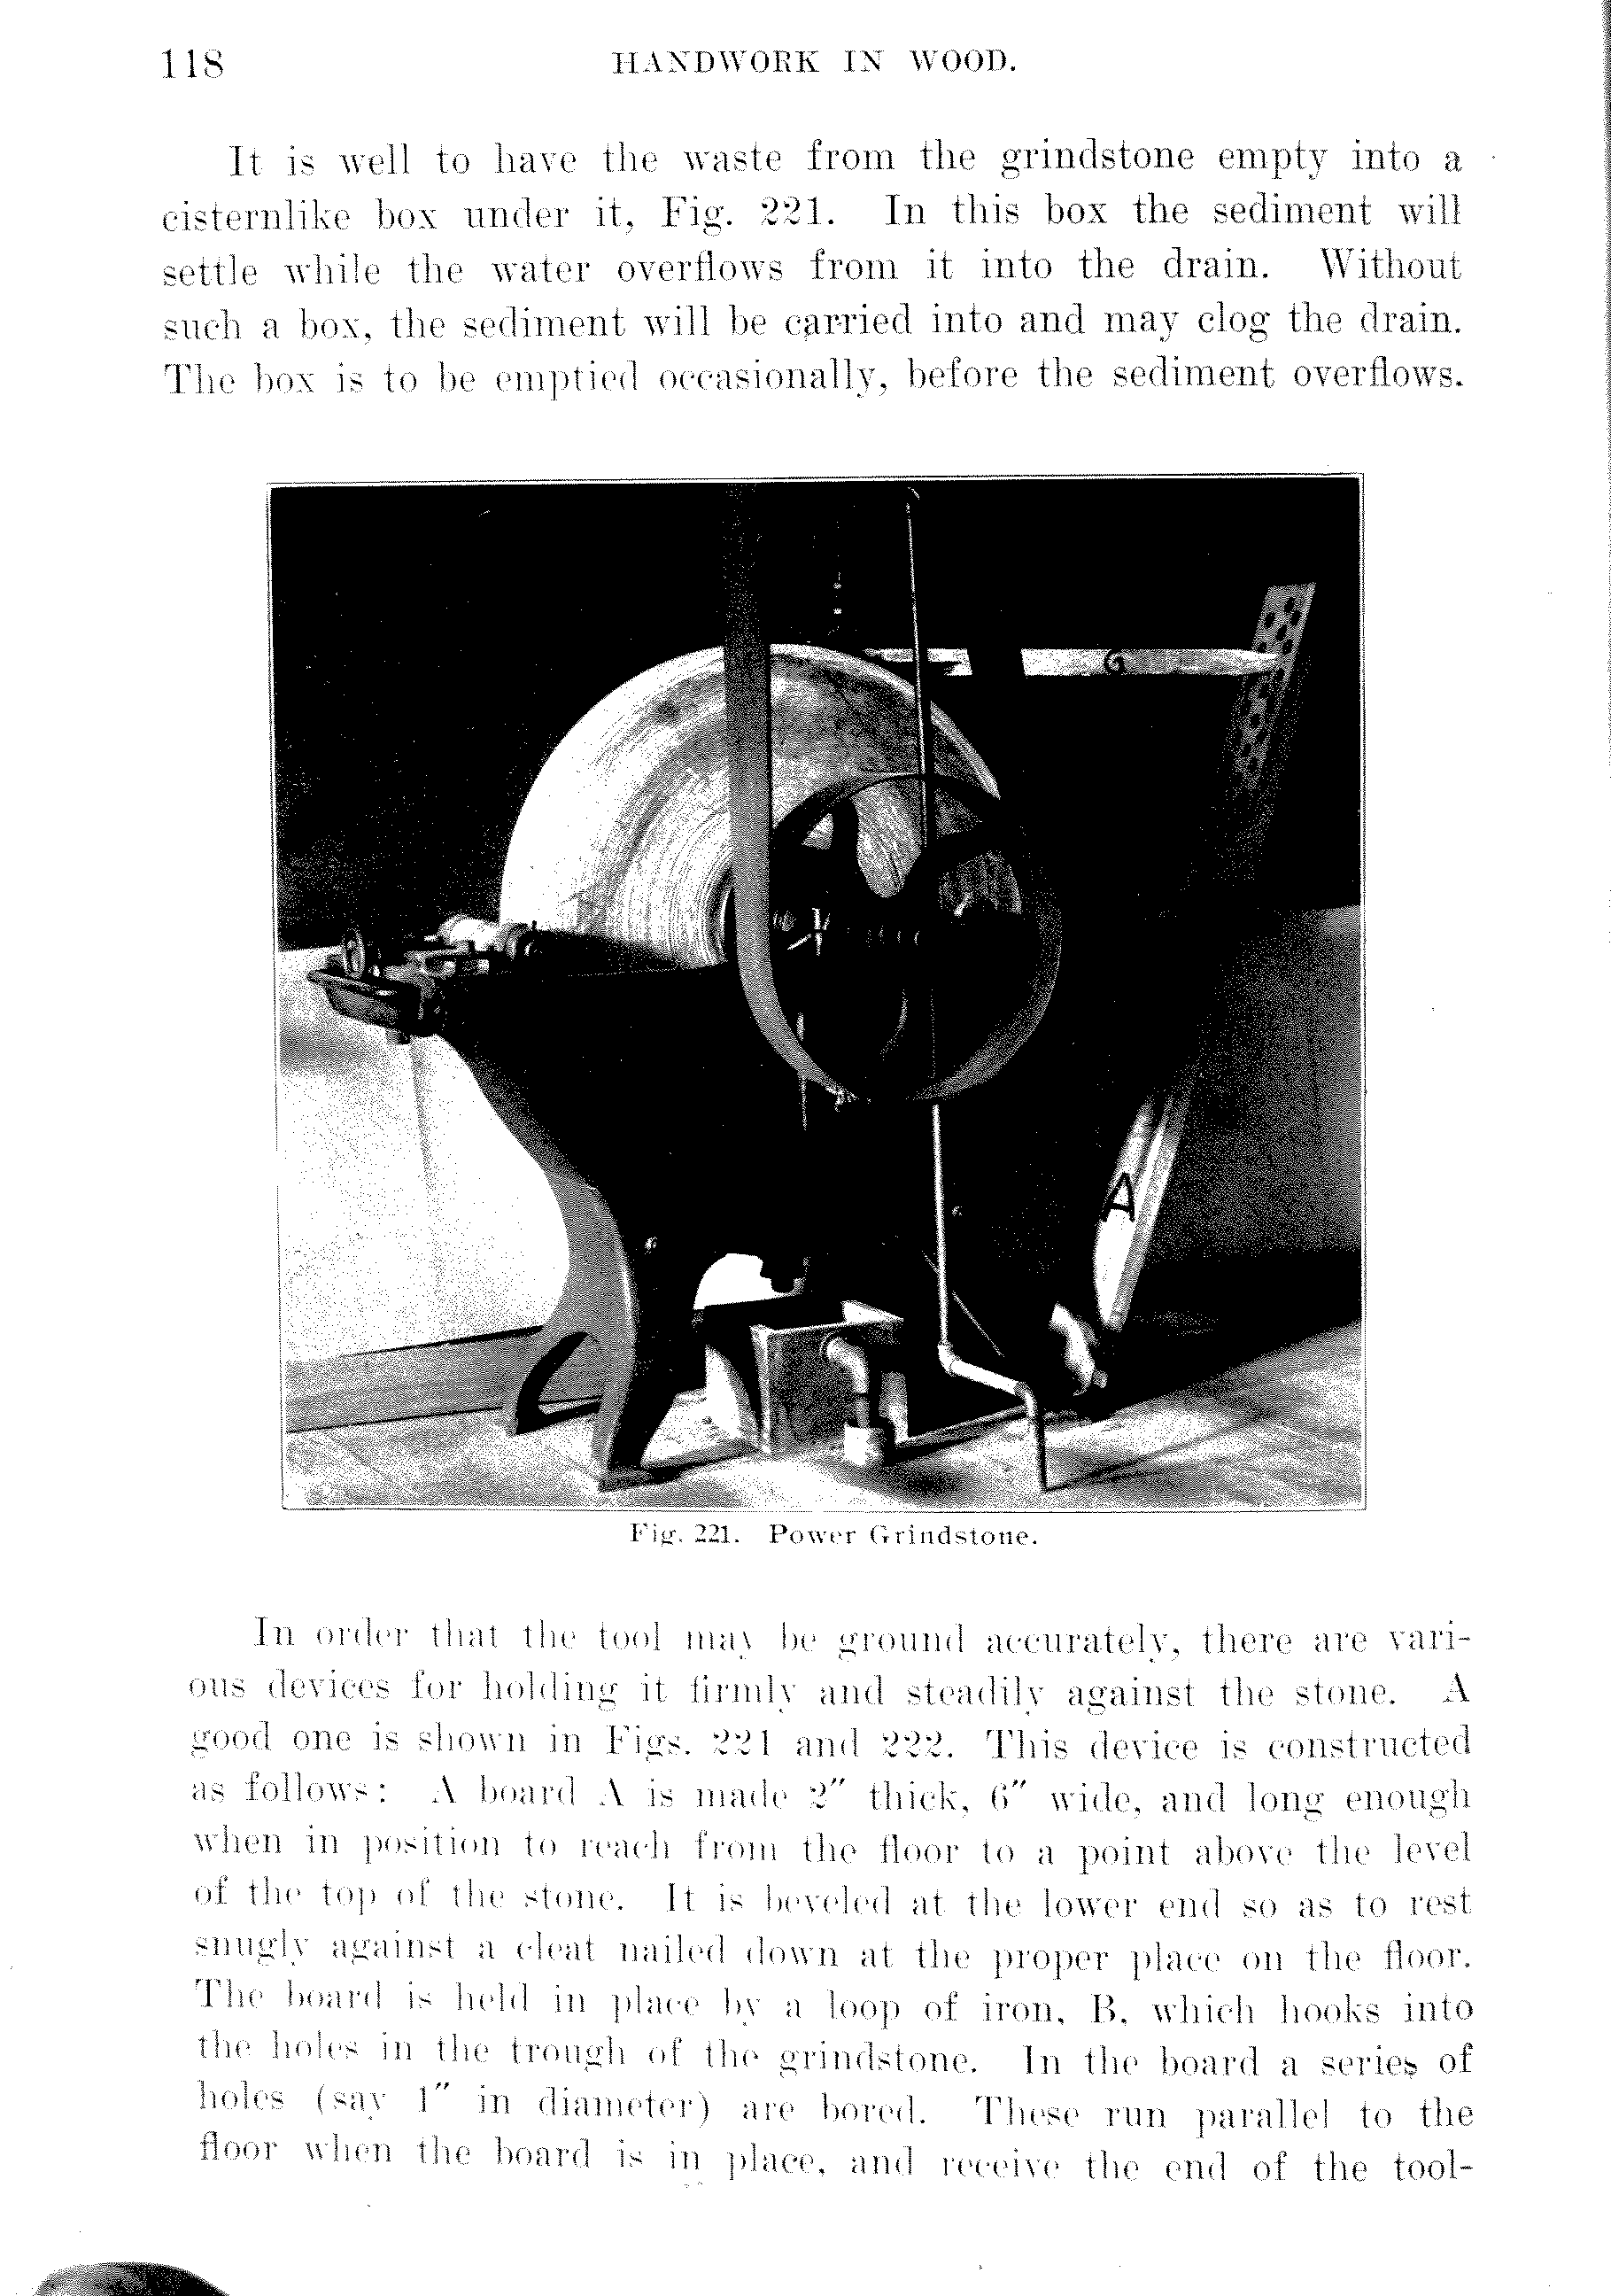 118
HANDWORK IN WOOD.
It is well to have the waste from the grindstone empty into a
cisternlike box under it, Fig. 221. In this box the sediment will
settle while the water overflows from it into the drain. Without
such a box, the sediment will be carried into and may clog the drain.
The box is to be emptied occasionally, before the sediment overflows.
G
A
Fig. 221. Power Grindstone.
In order that the tool may be ground accurately, there are vari-
ous devices for holding it firmly and steadily against the stone. A
good one is shown in Figs. 221 and 222. This device is constructed
as follows: A board A is made 2″ thick, 6″ wide, and long enough
when in position to reach from the floor to a point above the level
of the top of the stone. It is beveled at the lower end so as to rest
snugly against a cleat nailed down at the proper place on the floor.
The board is held in place by a loop of iron, B, which hooks into
the holes in the trough of the grindstone. In the board a series of
holes (say 1″ in diameter) are bored. These run parallel to the
floor when the board is in place, and receive the end of the tool-